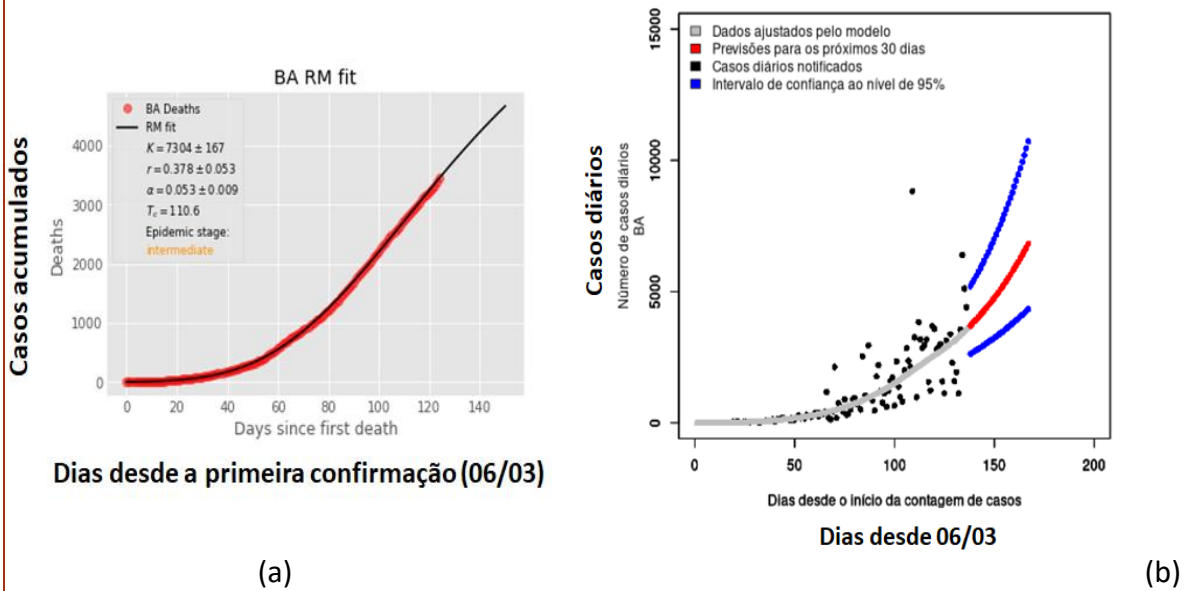 BA RM fit
BA Deaths
RM fit
K = 7304 ± 167
r = 0.378 ± 0.053
α = 0.053 ± 0.009
T_c = 110.6
Epidemic stage:
intermediate
Casos acumulados
Deaths
4000
3000
2000
1000
0
0 20 40 60 80 100 120 140
Days since first death
Dias desde a primeira confirmação (06/03)
(a)
Dados ajustados pelo modelo
Previsões para os próximos 30 dias
Casos diários notificados
Intervalo de confiança ao nível de 95%
Casos diários
Número de casos diários
BA
15000
10000
5000
0
0 50 100 150 200
Dias desde o início da contagem de casos
Dias desde 06/03
(b)